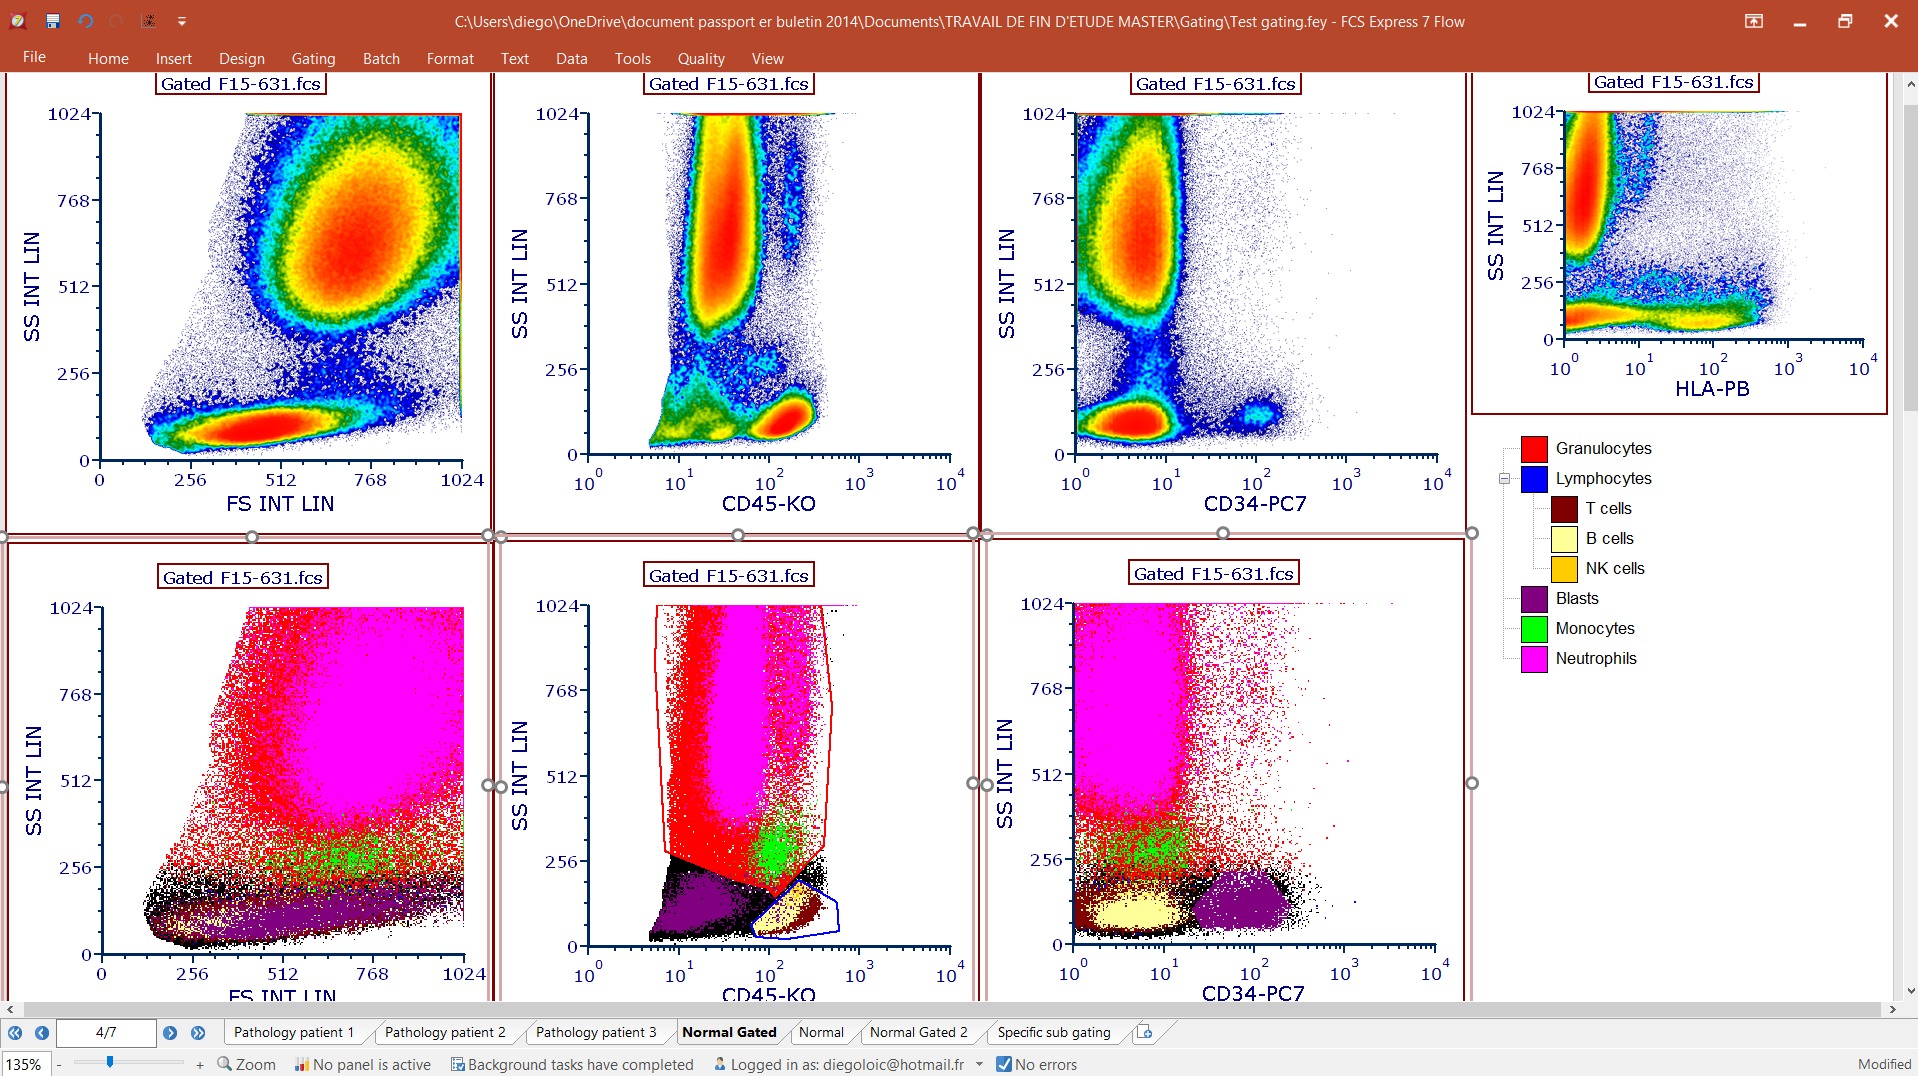 C:\Users\diego\OneDrive\document passport er buletin 2014\Documents\TRAVAIL DE FIN D'ETUDE MASTER\Gating\Test gating.fey - FCS Express 7 Flow
File Home Insert Design Gating Batch Format Text Data Tools Quality View
Gated F15-631.fcs
1024
768
512
256
0
SS INT LIN
0 256 512 768 1024
FS INT LIN
Gated F15-631.fcs
1024
768
512
256
0
SS INT LIN
10^0 10^1 10^2 10^3 10^4
CD45-KO
Gated F15-631.fcs
1024
768
512
256
0
SS INT LIN
10^0 10^1 10^2 10^3 10^4
CD34-PC7
Gated F15-631.fcs
1024
768
512
256
0
SS INT LIN
10^0 10^1 10^2 10^3 10^4
HLA-PB
Granulocytes
Lymphocytes
T cells
B cells
NK cells
Blasts
Monocytes
Neutrophils
Gated F15-631.fcs
1024
768
512
256
0
SS INT LIN
0 256 512 768 1024
FS INT LIN
Gated F15-631.fcs
1024
768
512
256
0
SS INT LIN
10^0 10^1 10^2 10^3 10^4
CD45-KO
Gated F15-631.fcs
1024
768
512
256
0
SS INT LIN
10^0 10^1 10^2 10^3 10^4
CD34-PC7
4/7 Pathology patient 1 Pathology patient 2 Pathology patient 3 Normal Gated Normal Normal Gated 2 Specific sub gating
135% - + Zoom No panel is active Background tasks have completed Logged in as: diegoloic@hotmail.fr No errors Modified